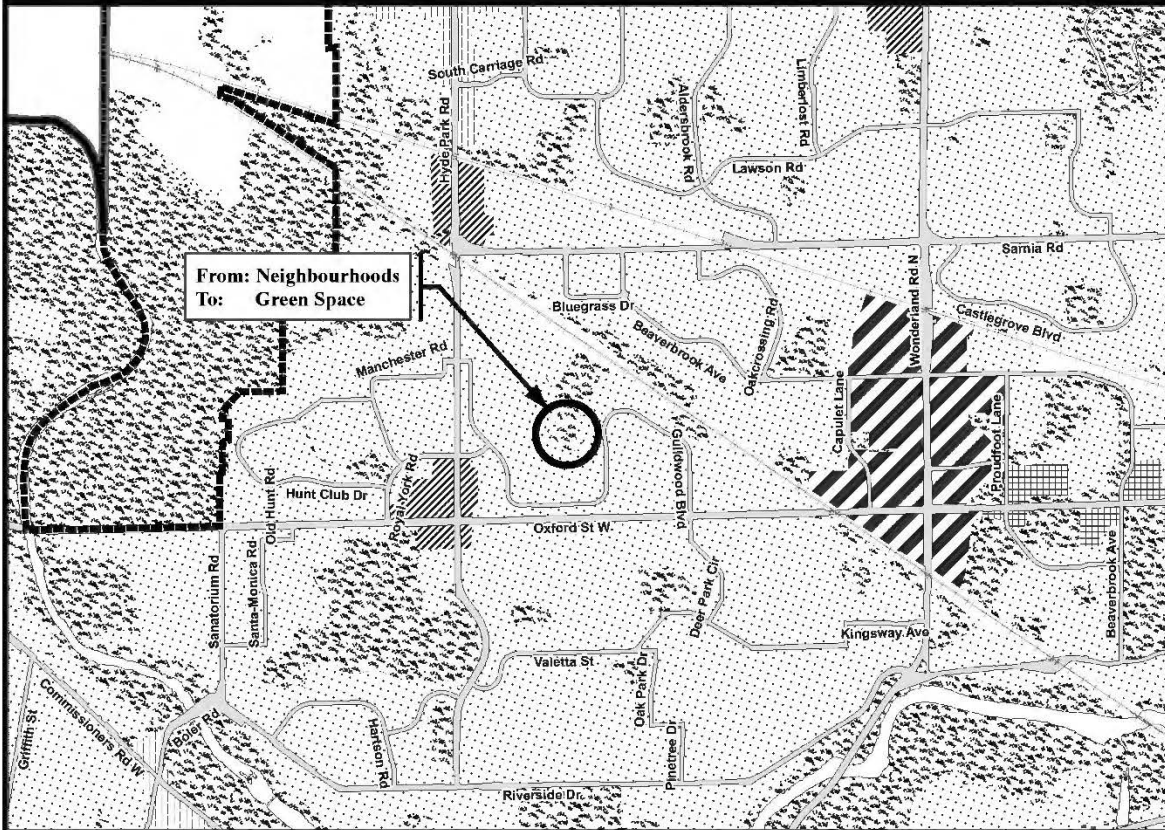 South Carriage Rd
Hyde Park Rd
Aldersbrook Rd
Limberlost Rd
Lawson Rd
Sarnia Rd
From: Neighbourhoods
To: Green Space
Bluegrass Dr
Beaverbrook Ave
Oakcrossing Rd
Wonderland Rd N
Castlegrove Blvd
Manchester Rd
Capulet Lane
Proudfoot Lane
Guildwood Blvd
Royal York Rd
Old Hunt Rd
Hunt Club Dr
Oxford St W
Sanatorium Rd
Santa-Monica Rd
Deer Park Cir
Beaverbrook Ave
Kingsway Ave
Valetta St
Oak Park Dr
Pinetree Dr
Commissioners Rd W
Griffith St
Boler Rd
Hanson Rd
Riverside Dr